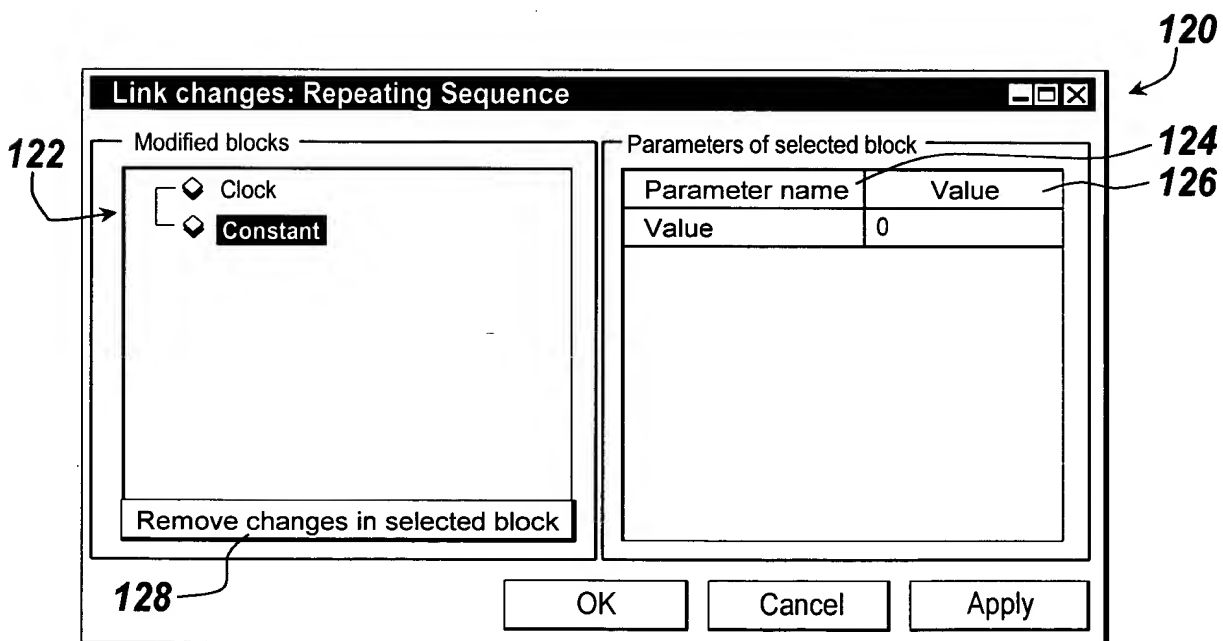 120
Link changes: Repeating Sequence
122
Modified blocks
Clock
Constant
Remove changes in selected block
128
Parameters of selected block
124
126
Parameter name Value
Value 0
OK Cancel Apply